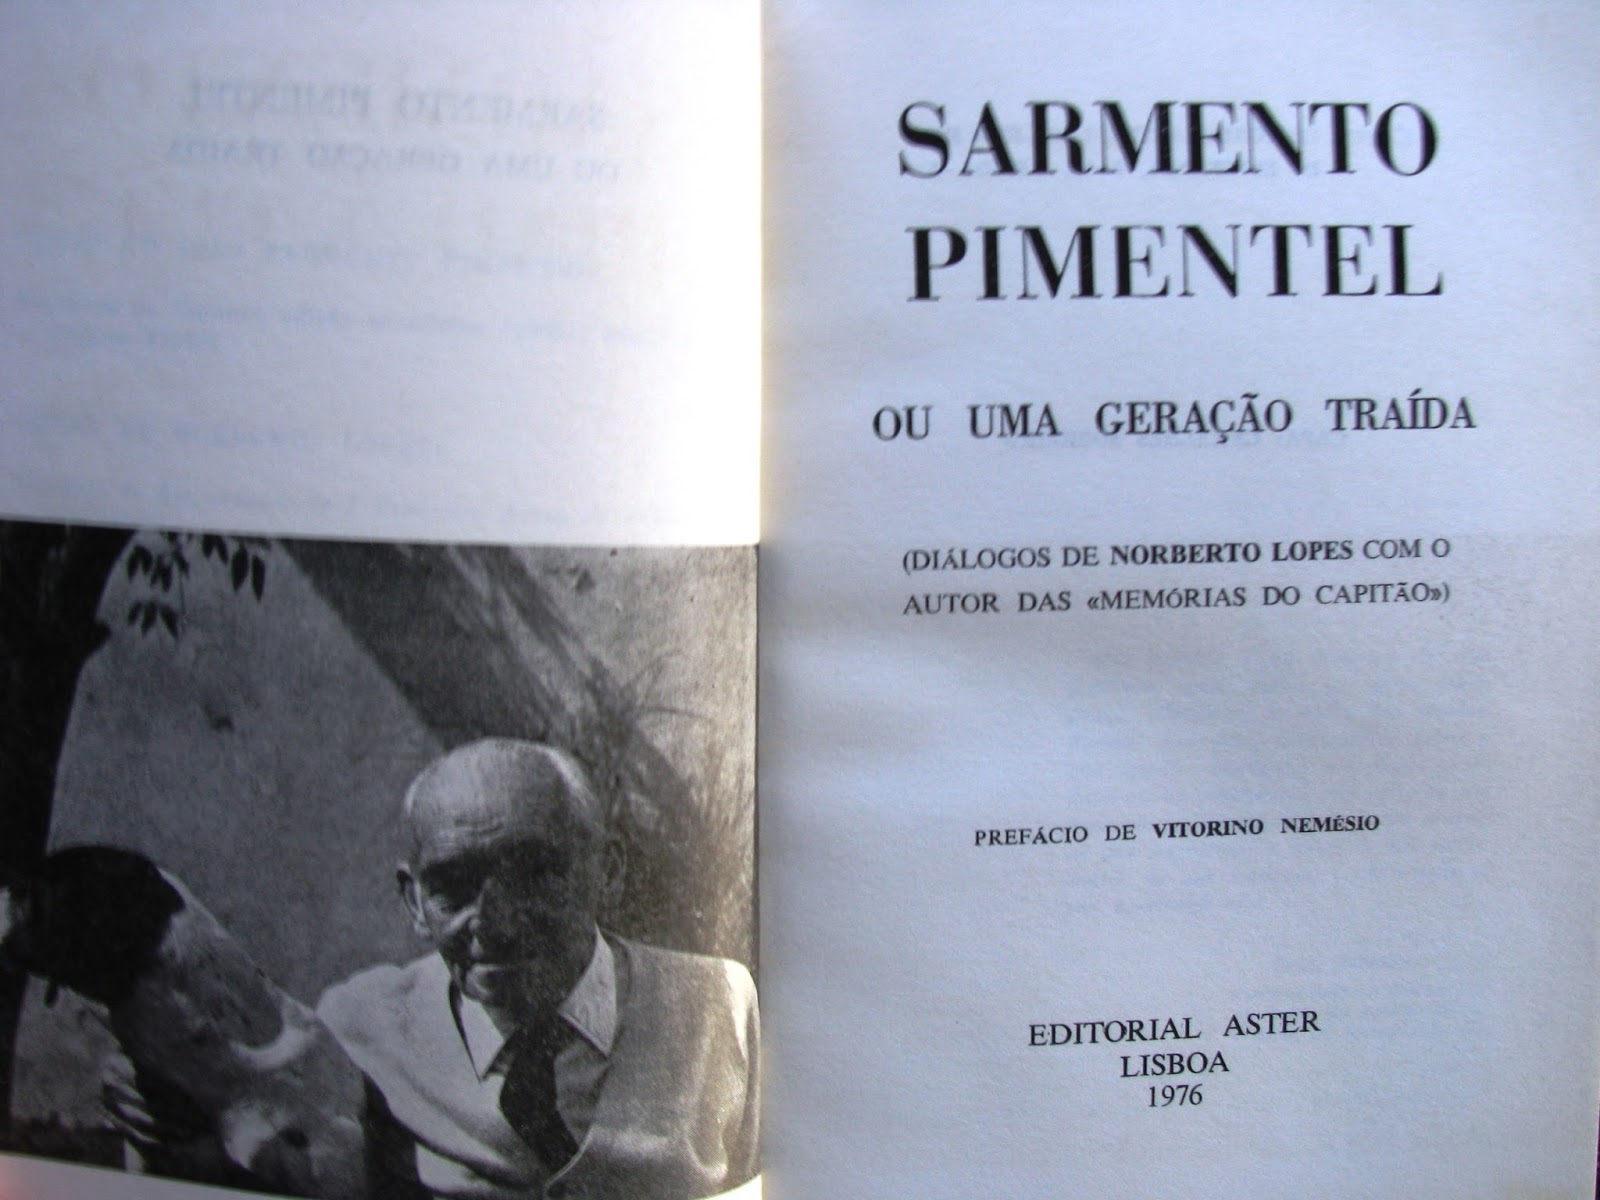 SARMENTO
PIMENTEL
OU UMA GERAÇÃO TRAÍDA
(DIÁLOGOS DE NORBERTO LOPES COM O
AUTOR DAS «MEMÓRIAS DO CAPITÃO»)
PREFÁCIO DE VITORINO NEMÉSIO
EDITORIAL ASTER
LISBOA
1976